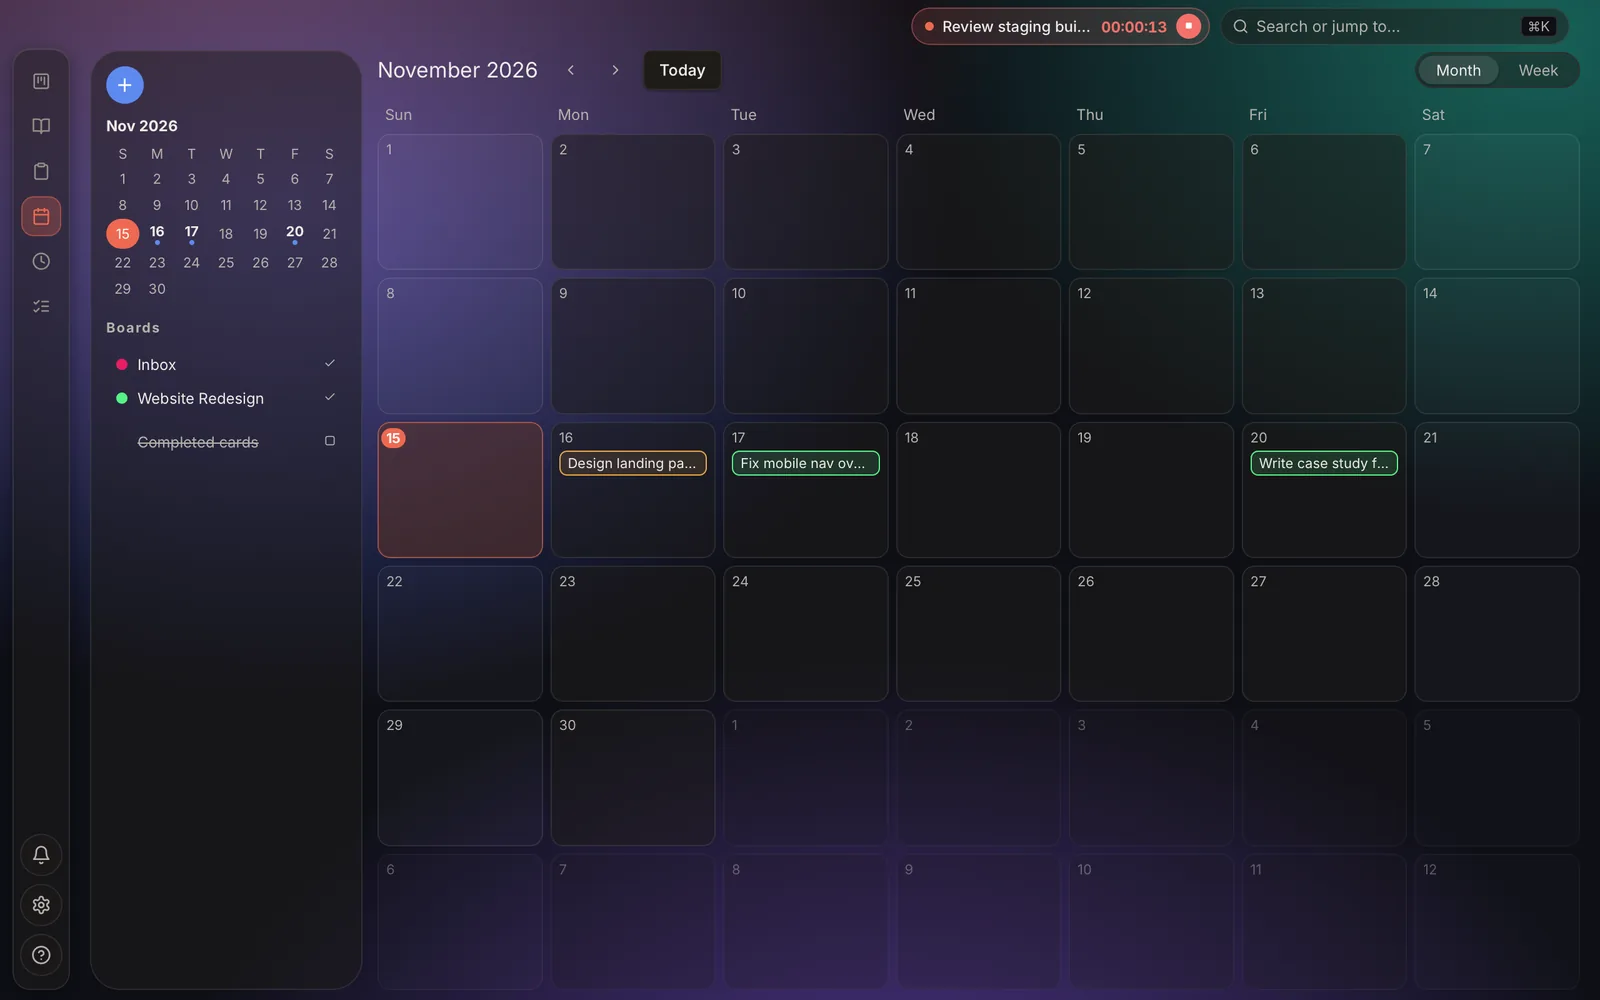 Review staging bui... 00:00:13
Search or jump to... ⌘K
Nov 2026
S M T W T F S
1 2 3 4 5 6 7
8 9 10 11 12 13 14
15 16 17 18 19 20 21
22 23 24 25 26 27 28
29 30
Boards
Inbox
Website Redesign
Completed cards
November 2026 Today
Month Week
Sun Mon Tue Wed Thu Fri Sat
1 2 3 4 5 6 7
8 9 10 11 12 13 14
15 16 17 18 19 20 21
Design landing pa... Fix mobile nav ov... Write case study f...
22 23 24 25 26 27 28
29 30 1 2 3 4 5
6 7 8 9 10 11 12